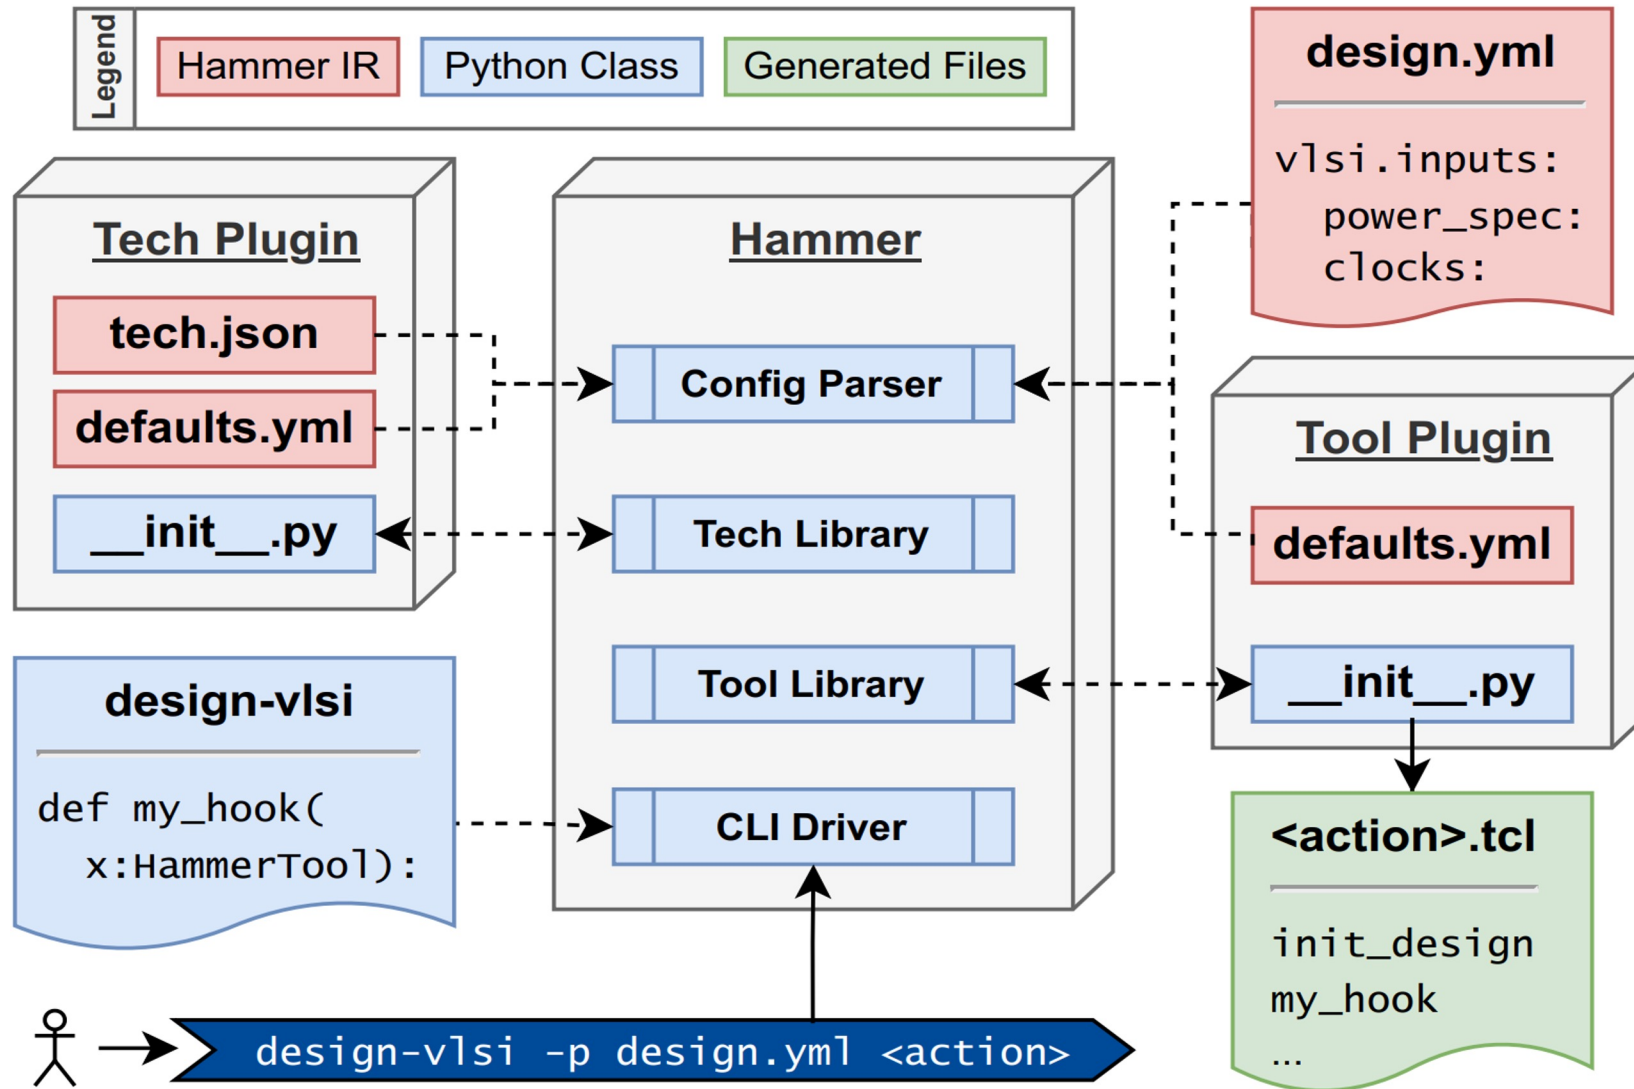 Legend
Hammer IR
Python Class
Generated Files
design.yml
vlsi.inputs:
power_spec:
clocks:
Tech Plugin
tech.json
defaults.yml
__init__.py
Hammer
Config Parser
Tech Library
Tool Library
CLI Driver
Tool Plugin
defaults.yml
__init__.py
design-vlsi
def my_hook(
x:HammerTool):
<action>.tcl
init_design
my_hook
...
design-vlsi -p design.yml <action>